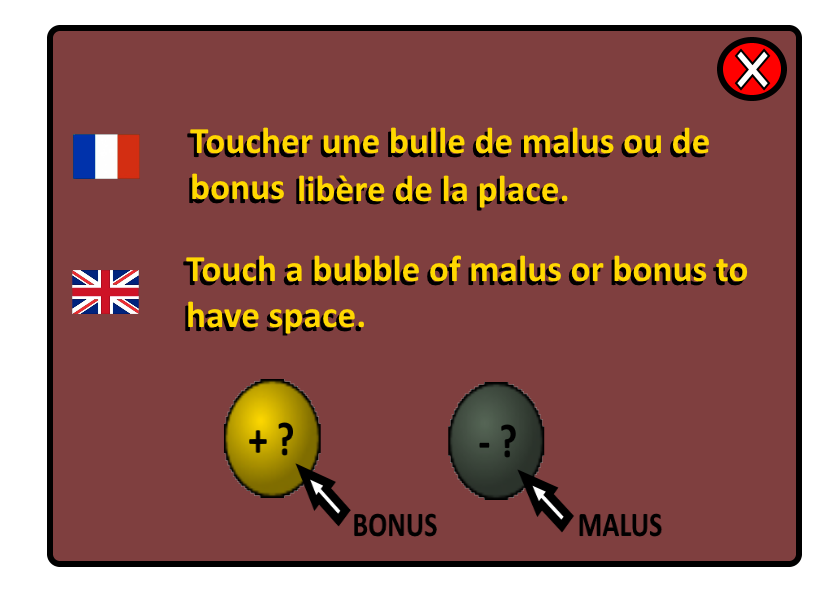 X
Toucher une bulle de malus ou de
bonus libère de la place.
Touch a bubble of malus or bonus to
have space.
+ ?
- ?
BONUS
MALUS